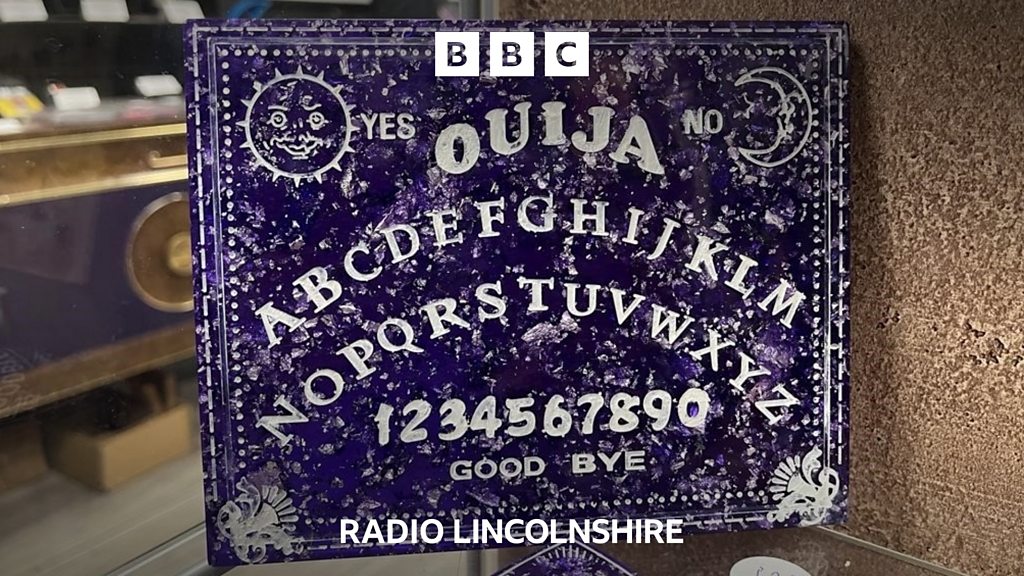 BBC
YES OUIJA NO
ABCDEFGHIJKLM
NOPQRSTUVWXYZ
1234567890
GOOD BYE
RADIO LINCOLNSHIRE